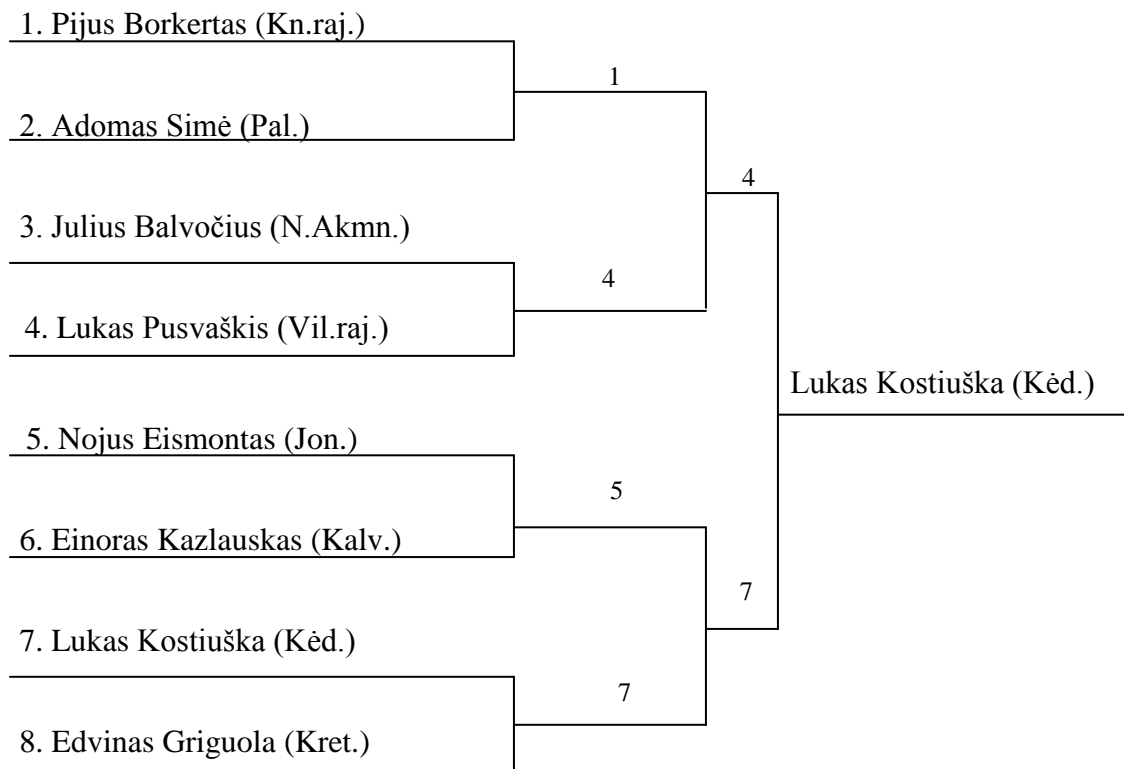 1. Pijus Borkertas (Kn.raj.)
1
2. Adomas Simė (Pal.)
4
3. Julius Balvočius (N.Akmn.)
4
4. Lukas Pusvaškis (Vil.raj.)
Lukas Kostiuška (Kėd.)
5. Nojus Eismontas (Jon.)
5
6. Einoras Kazlauskas (Kalv.)
7
7. Lukas Kostiuška (Kėd.)
7
8. Edvinas Griguola (Kret.)